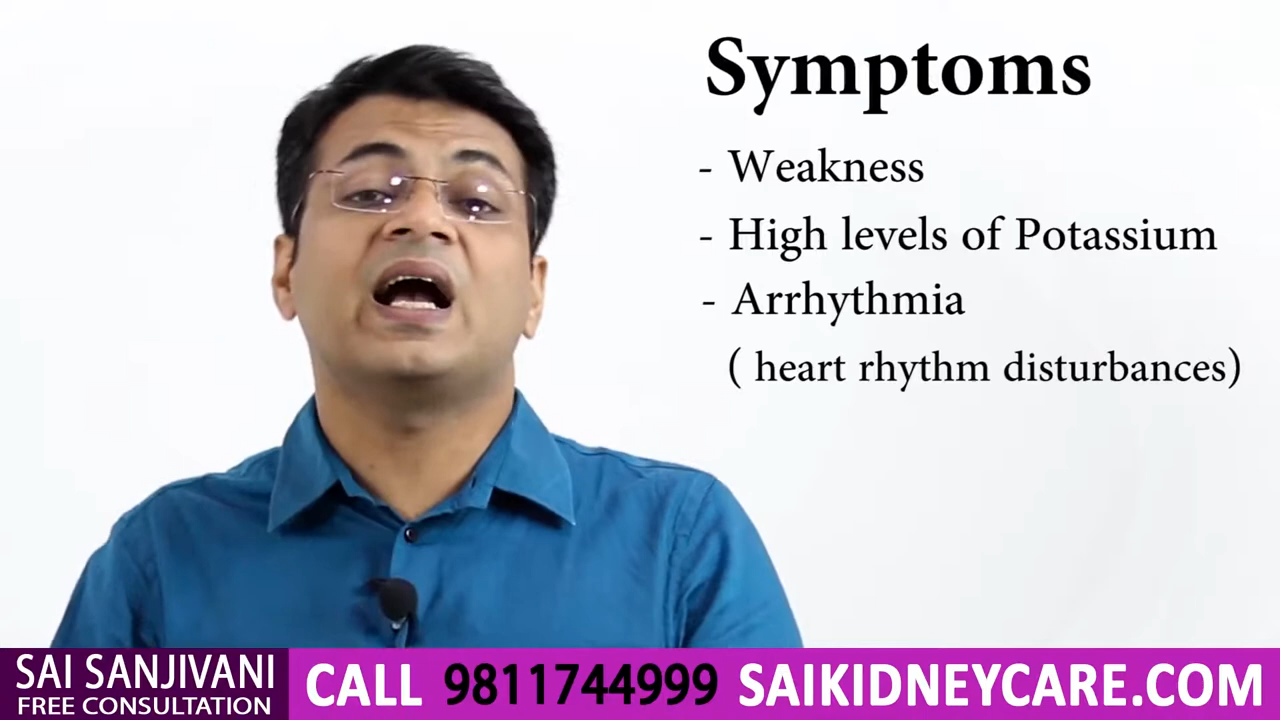 Symptoms
- Weakness
- High levels of Potassium
- Arrhythmia
( heart rhythm disturbances)
SAI SANJIVANI
FREE CONSULTATION
CALL 9811744999 SAIKIDNEYCARE.COM